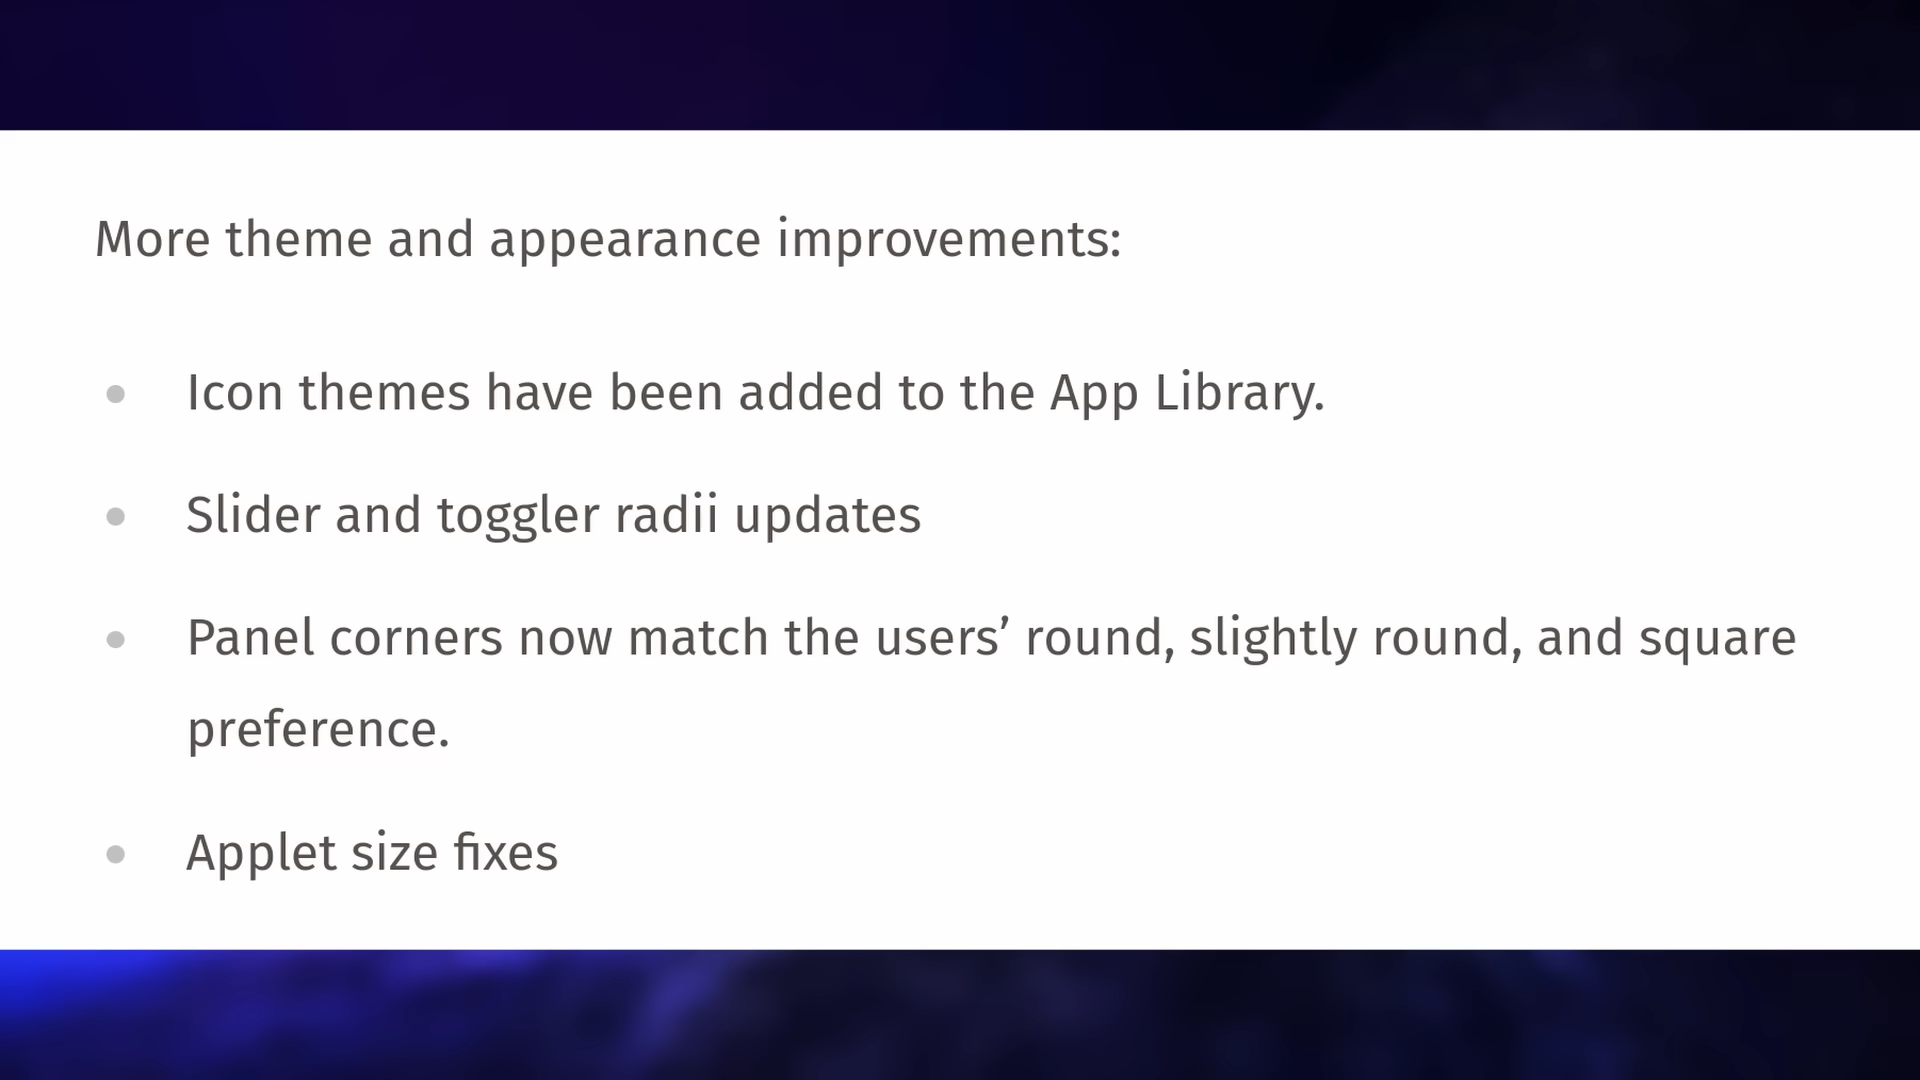 More theme and appearance improvements:
• Icon themes have been added to the App Library.
• Slider and toggler radii updates
• Panel corners now match the users’ round, slightly round, and square
preference.
• Applet size fixes